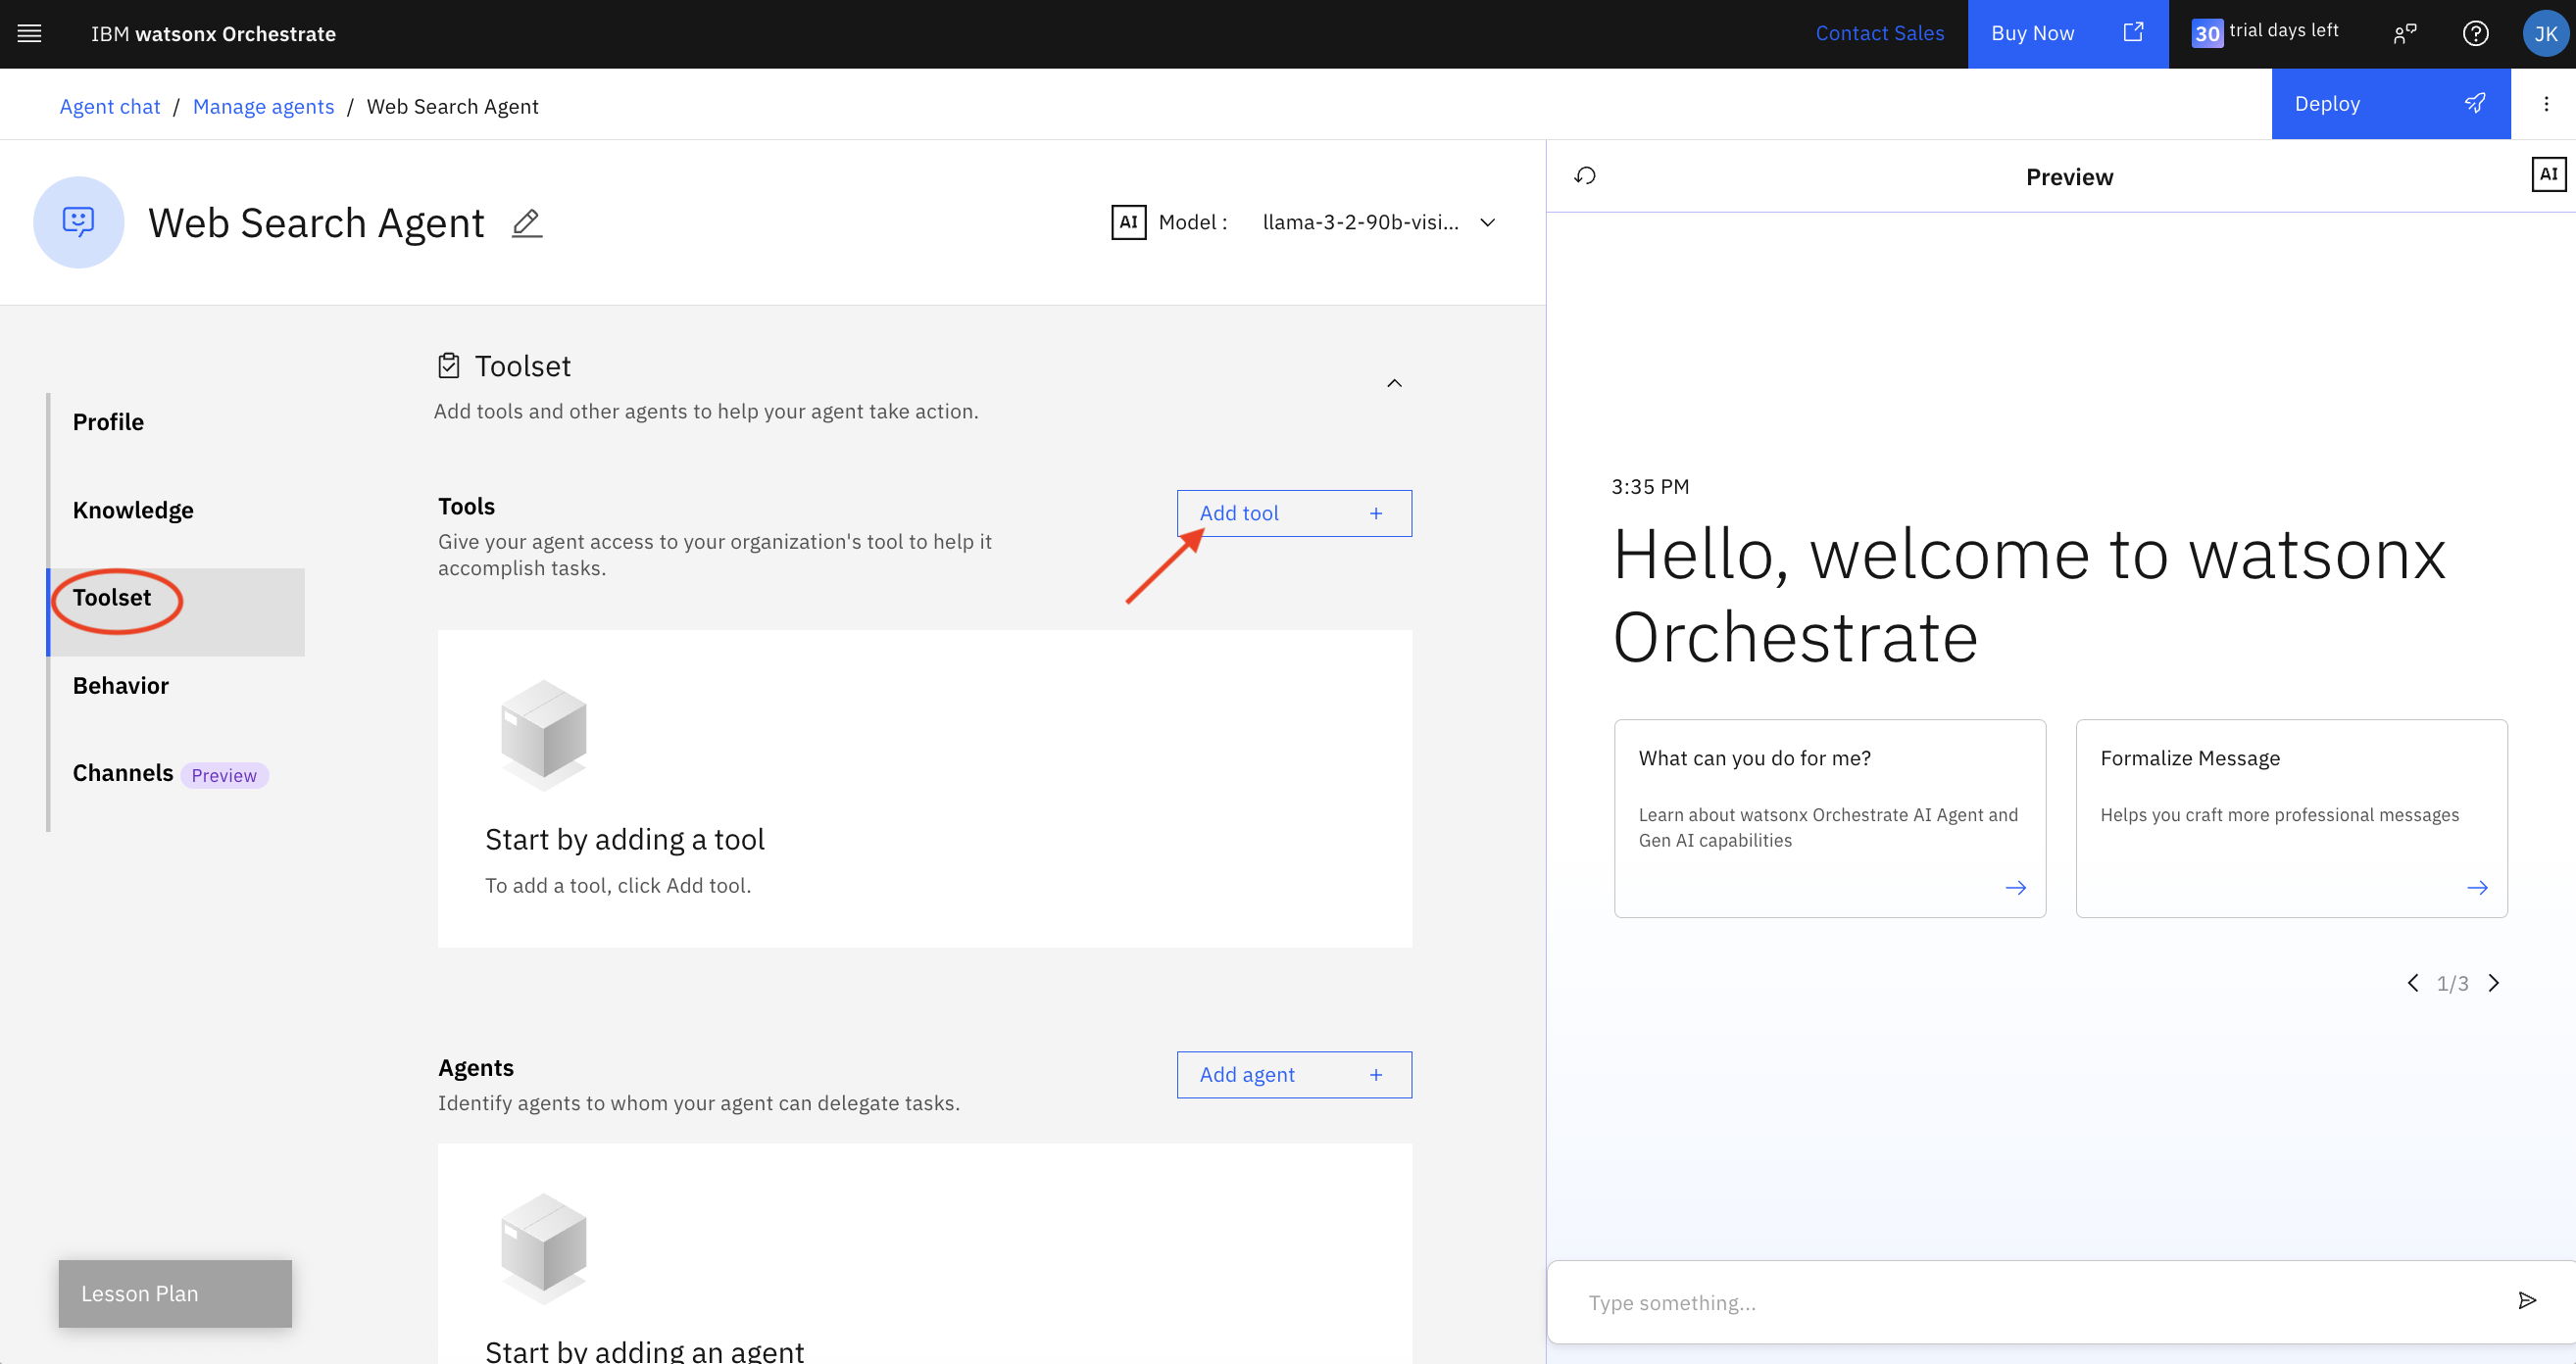 IBM watsonx Orchestrate
Contact Sales
Buy Now
30 trial days left
JK
Agent chat / Manage agents / Web Search Agent
Deploy
Web Search Agent
AI Model : llama-3-2-90b-visi...
Preview
AI
Profile
Knowledge
Toolset
Behavior
Channels Preview
Lesson Plan
Toolset
Add tools and other agents to help your agent take action.
Tools
Give your agent access to your organization's tool to help it
accomplish tasks.
Add tool +
Start by adding a tool
To add a tool, click Add tool.
Agents
Identify agents to whom your agent can delegate tasks.
Add agent +
Start by adding an agent
3:35 PM
Hello, welcome to watsonx
Orchestrate
What can you do for me?
Learn about watsonx Orchestrate AI Agent and
Gen AI capabilities
Formalize Message
Helps you craft more professional messages
1/3
Type something...